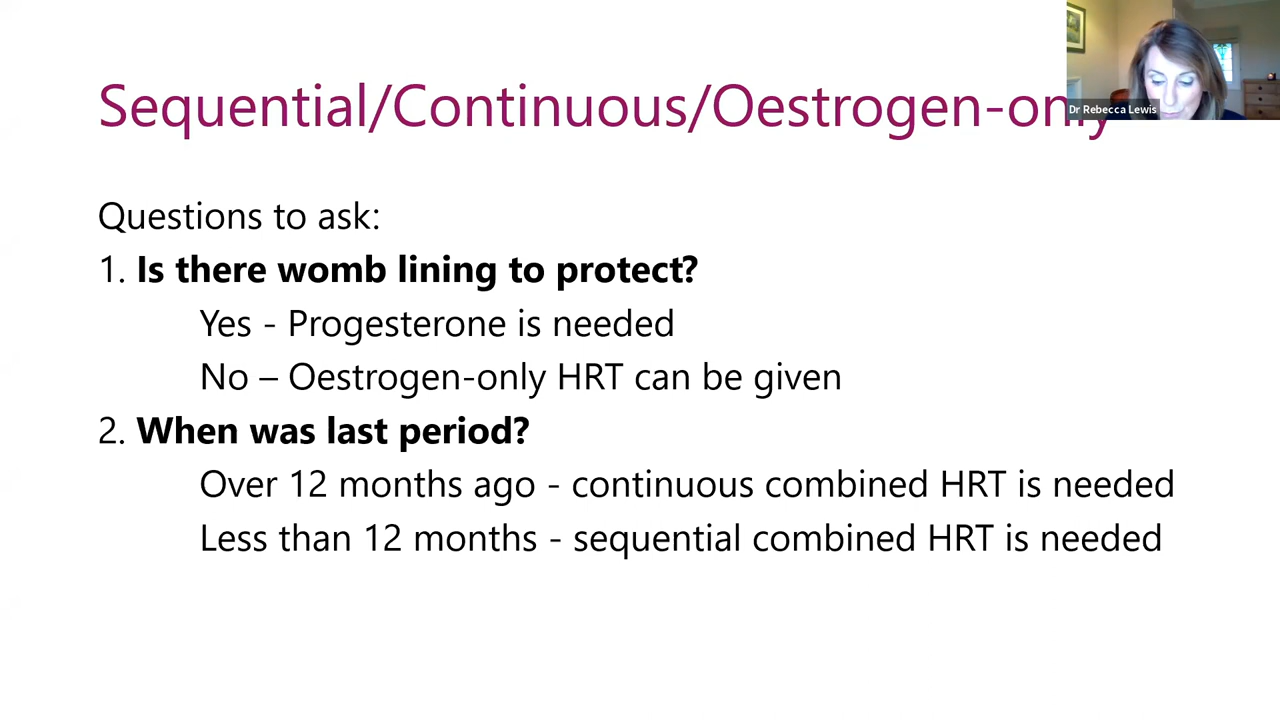 Sequential/Continuous/Oestrogen-only
Dr Rebecca Lewis
Questions to ask:
1. Is there womb lining to protect?
Yes - Progesterone is needed
No – Oestrogen-only HRT can be given
2. When was last period?
Over 12 months ago - continuous combined HRT is needed
Less than 12 months - sequential combined HRT is needed